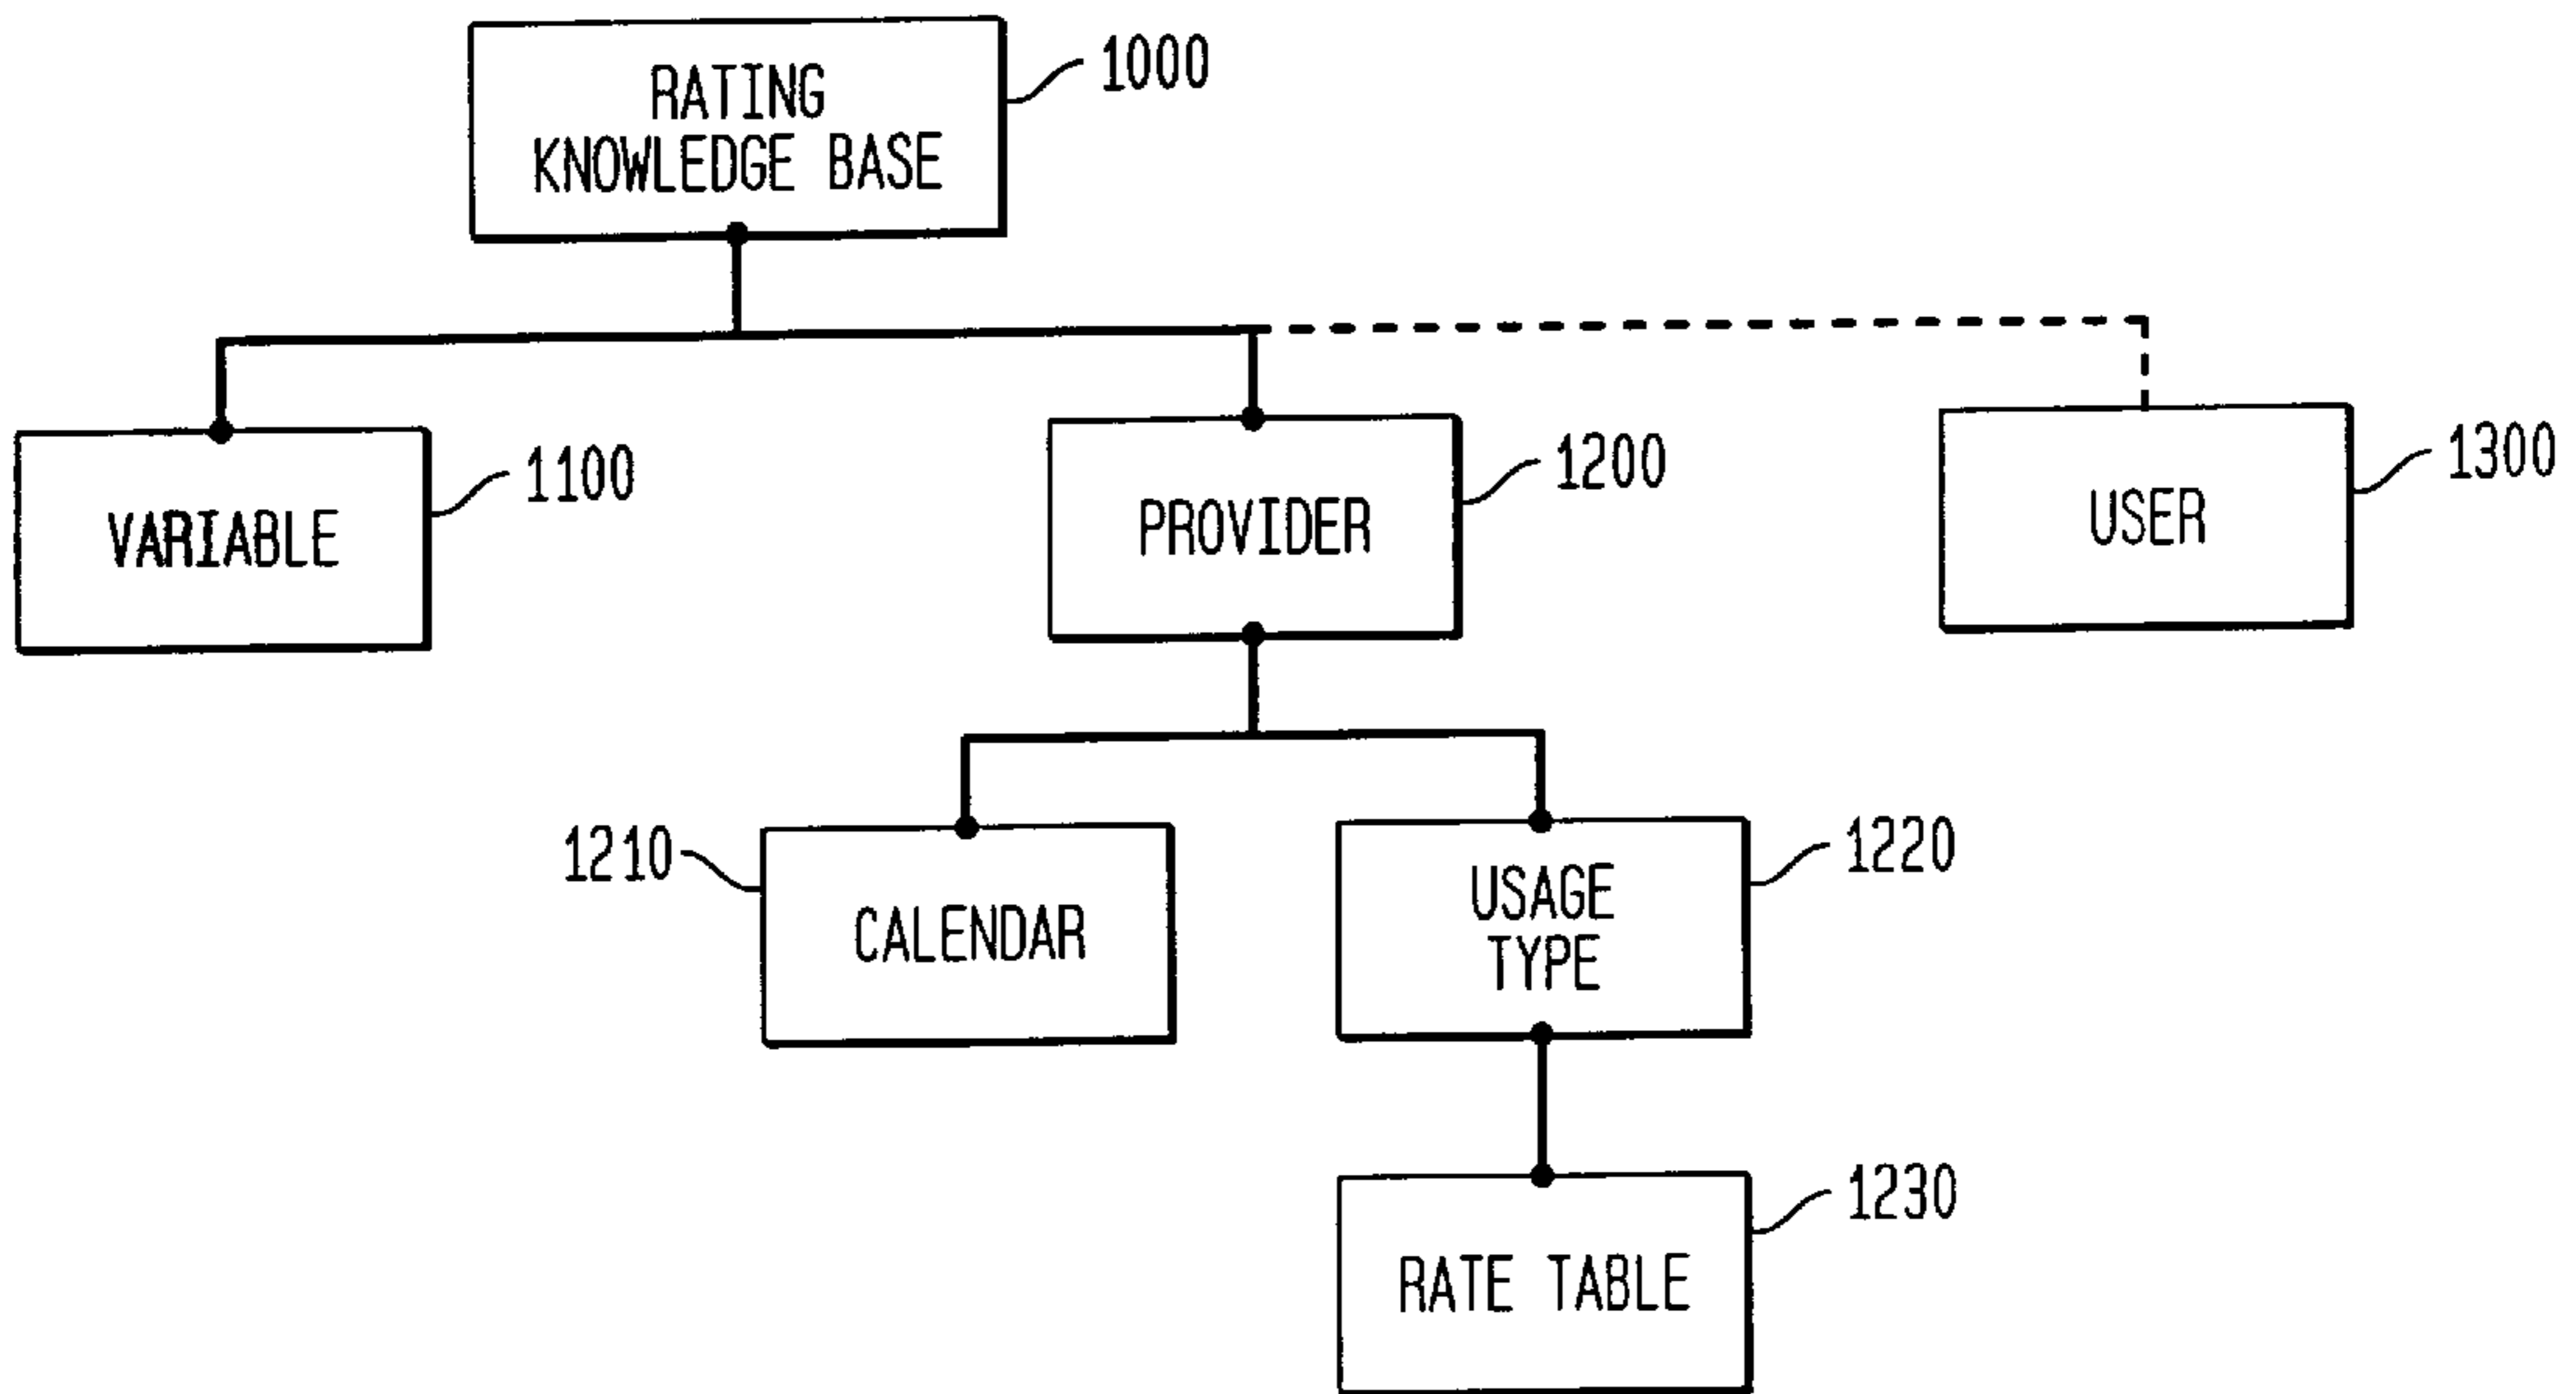 RATING
KNOWLEDGE BASE
1000
VARIABLE
1100
PROVIDER
1200
USER
1300
1210
CALENDAR
USAGE
TYPE
1220
RATE TABLE
1230